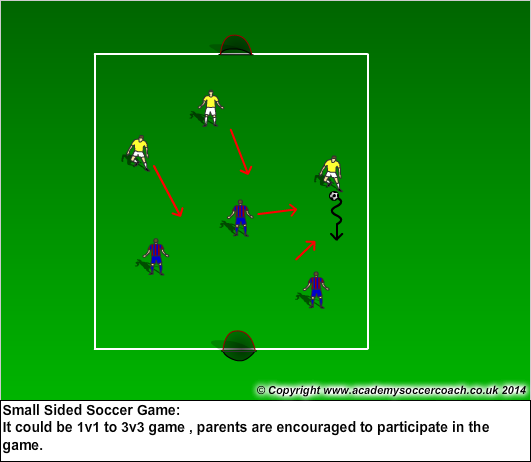 © Copyright www.academysoccercoach.co.uk 2014
Small Sided Soccer Game:
It could be 1v1 to 3v3 game , parents are encouraged to participate in the
game.